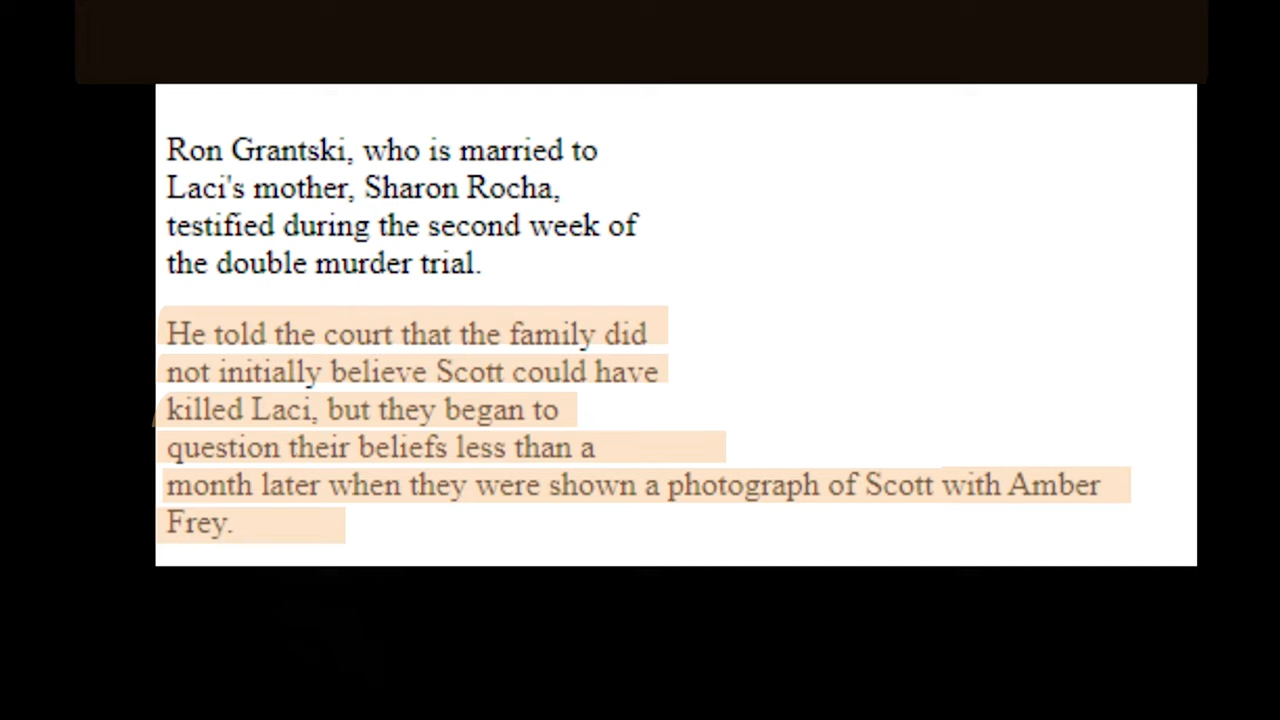 Ron Grantski, who is married to
Laci's mother, Sharon Rocha,
testified during the second week of
the double murder trial.
He told the court that the family did
not initially believe Scott could have
killed Laci, but they began to
question their beliefs less than a
month later when they were shown a photograph of Scott with Amber
Frey.